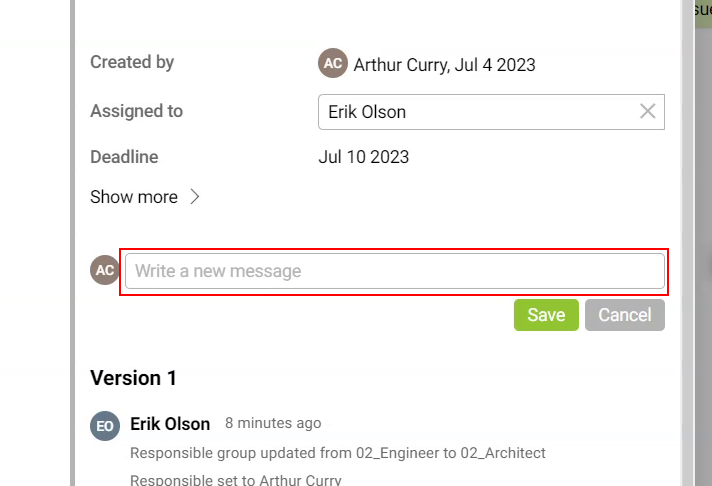 Created by
AC Arthur Curry, Jul 4 2023
Assigned to
Erik Olson
Deadline
Jul 10 2023
Show more
AC Write a new message
Save Cancel
Version 1
EO Erik Olson 8 minutes ago
Responsible group updated from 02_Engineer to 02_Architect
Responsible set to Arthur Curry